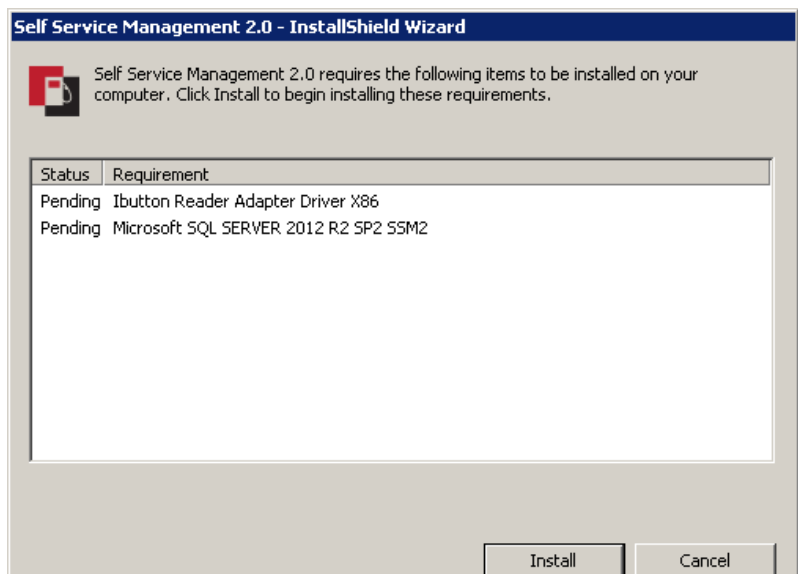 Self Service Management 2.0 - InstallShield Wizard
Self Service Management 2.0 requires the following items to be installed on your
computer. Click Install to begin installing these requirements.
Status Requirement
Pending Ibutton Reader Adapter Driver X86
Pending Microsoft SQL SERVER 2012 R2 SP2 SSM2
Install Cancel